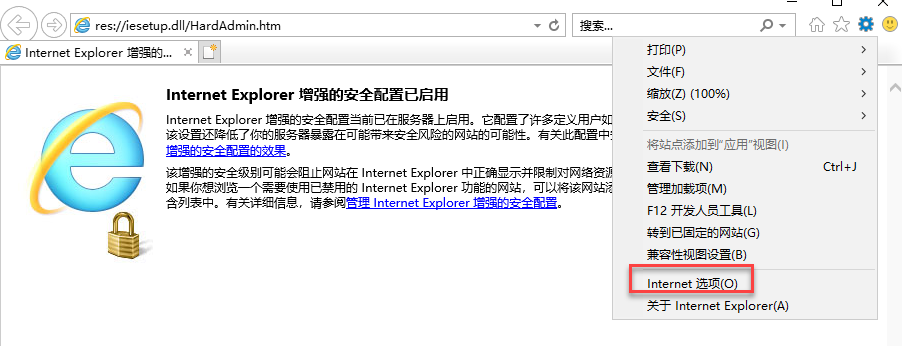 res://iesetup.dll/HardAdmin.htm
搜索...
Internet Explorer 增强的...
打印(P)
文件(F)
缩放(Z) (100%)
安全(S)
将站点添加到“应用”视图(I)
查看下载(N) Ctrl+J
管理加载项(M)
F12 开发人员工具(L)
转到已固定的网站(G)
兼容性视图设置(B)
Internet 选项(O)
关于 Internet Explorer(A)
Internet Explorer 增强的安全配置已启用
Internet Explorer 增强的安全配置当前已在服务器上启用。它配置了许多定义用户如
该设置还降低了你的服务器暴露在可能带来安全风险的网站的可能性。有关此配置中
增强的安全配置的效果。
该增强的安全级别可能会阻止网站在 Internet Explorer 中正确显示并限制对网络资源
如果你想浏览一个需要使用已禁用的 Internet Explorer 功能的网站，可以将该网站添
含列表中。有关详细信息，请参阅管理 Internet Explorer 增强的安全配置。